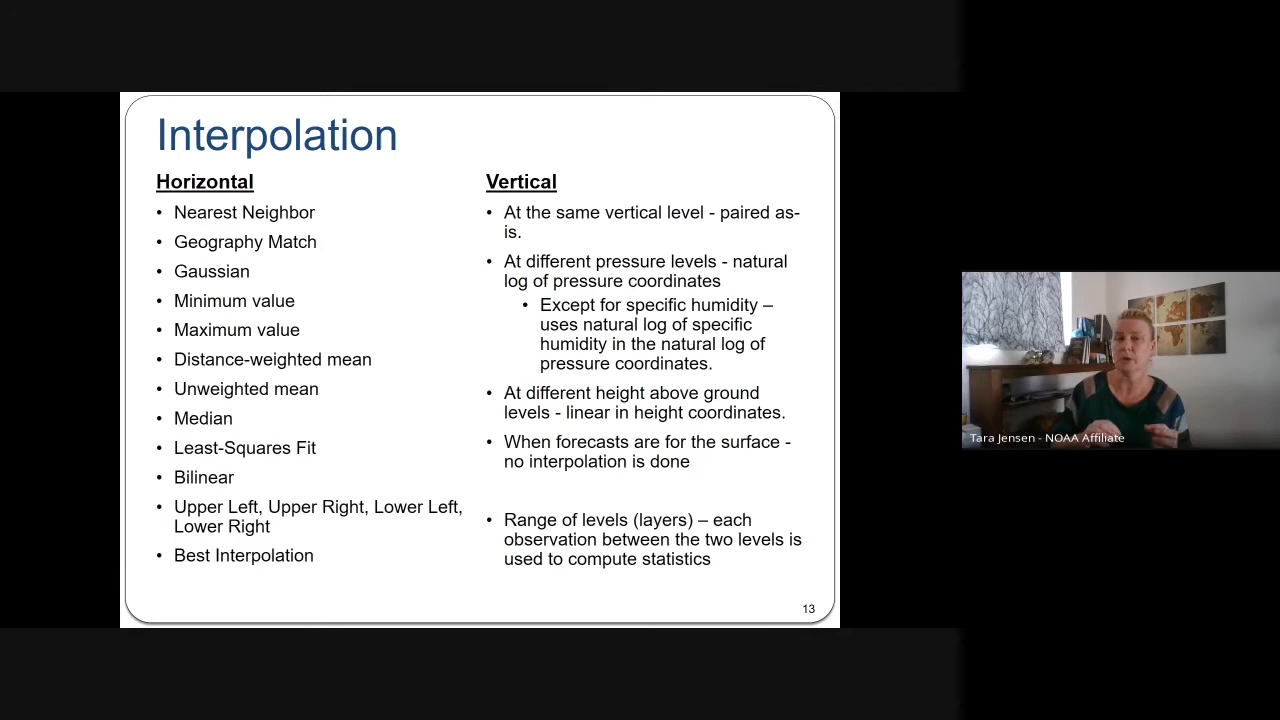 Interpolation
Horizontal
• Nearest Neighbor
• Geography Match
• Gaussian
• Minimum value
• Maximum value
• Distance-weighted mean
• Unweighted mean
• Median
• Least-Squares Fit
• Bilinear
• Upper Left, Upper Right, Lower Left,
Lower Right
• Best Interpolation
Vertical
• At the same vertical level - paired as-
is.
• At different pressure levels - natural
log of pressure coordinates
• Except for specific humidity –
uses natural log of specific
humidity in the natural log of
pressure coordinates.
• At different height above ground
levels - linear in height coordinates.
• When forecasts are for the surface -
no interpolation is done
• Range of levels (layers) – each
observation between the two levels is
used to compute statistics
13
Tara Jensen - NOAA Affiliate